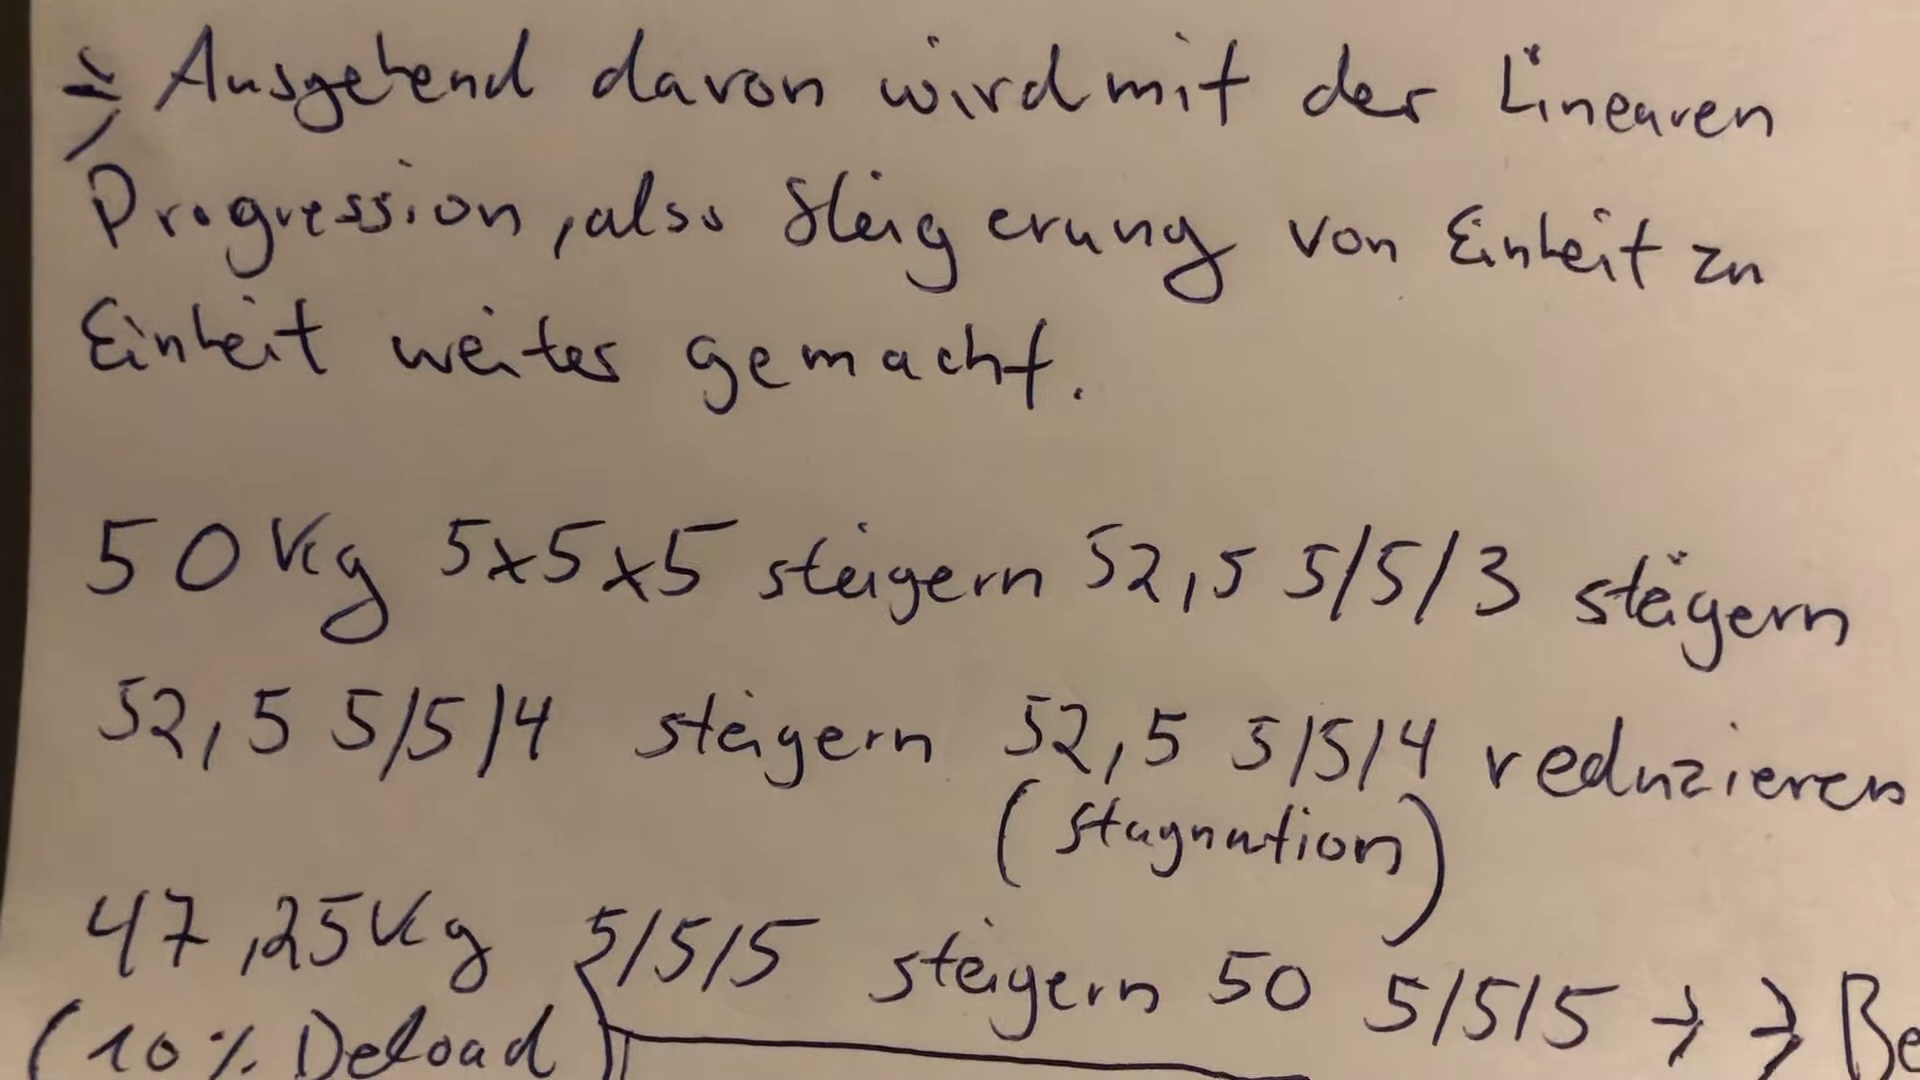 => Ausgehend davon wird mit der Linearen
Progression, also Steigerung von Einheit zu
Einheit weiter gemacht.
50 Kg 5x5x5 steigern 52,5 5/5/3 steigern
52,5 5/5/4 steigern 52,5 5/5/4 reduzieren
(Stagnation)
47,25 Kg 5/5/5 steigern 50 5/5/5 → → Be
(10% Deload)